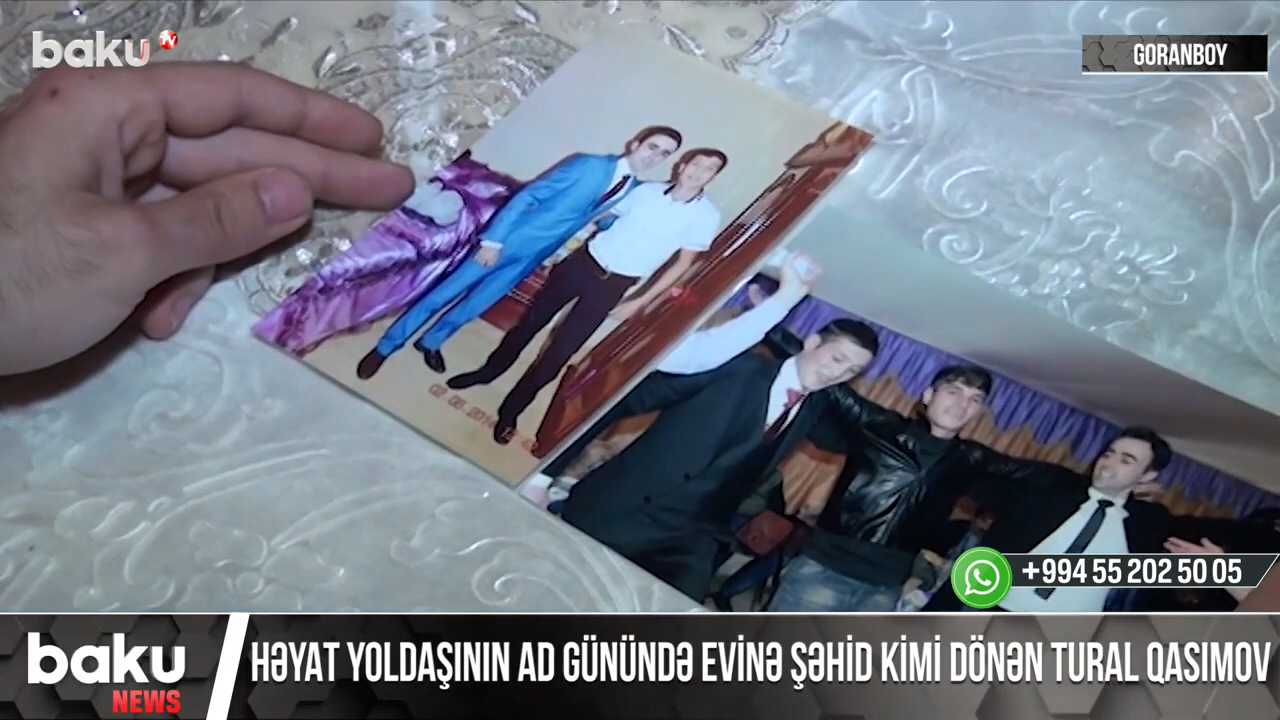 baku TV
GORANBOY
+994 55 202 50 05
baku
NEWS
HƏYAT YOLDAŞININ AD GÜNÜNDƏ EVİNƏ ŞƏHİD KİMİ DÖNƏN TURAL QASIMOV